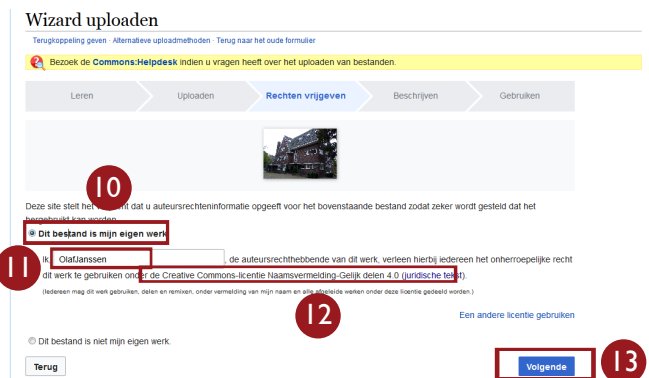 Wizard uploaden
Terugkoppeling geven · Alternatieve uploadmethoden · Terug naar het oude formulier
Bezoek de Commons:Helpdesk indien u vragen heeft over het uploaden van bestanden.
Leren Uploaden Rechten vrijgeven Beschrijven Gebruiken
10
Deze site stelt het dat u auteursrechteninformatie opgeeft voor het bovenstaande bestand zodat zeker wordt gesteld dat het
hergebruikt kan worden.
Dit bestand is mijn eigen werk
11
Ik, OlafJanssen , de auteursrechthebbende van dit werk, verleen hierbij iedereen het onherroepelijke recht
dit werk te gebruiken onder de Creative Commons-licentie Naamsvermelding-Gelijk delen 4.0 (juridische tekst).
(Iedereen mag dit werk gebruiken, delen en remixen, onder vermelding van mijn naam en alle afgeleide werken onder deze licentie gedeeld worden.)
12
Een andere licentie gebruiken
Dit bestand is niet mijn eigen werk.
Terug Volgende 13